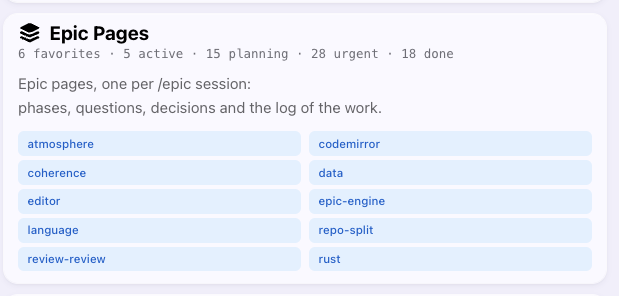 Epic Pages
6 favorites · 5 active · 15 planning · 28 urgent · 18 done
Epic pages, one per /epic session:
phases, questions, decisions and the log of the work.
atmosphere
codemirror
coherence
data
editor
epic-engine
language
repo-split
review-review
rust